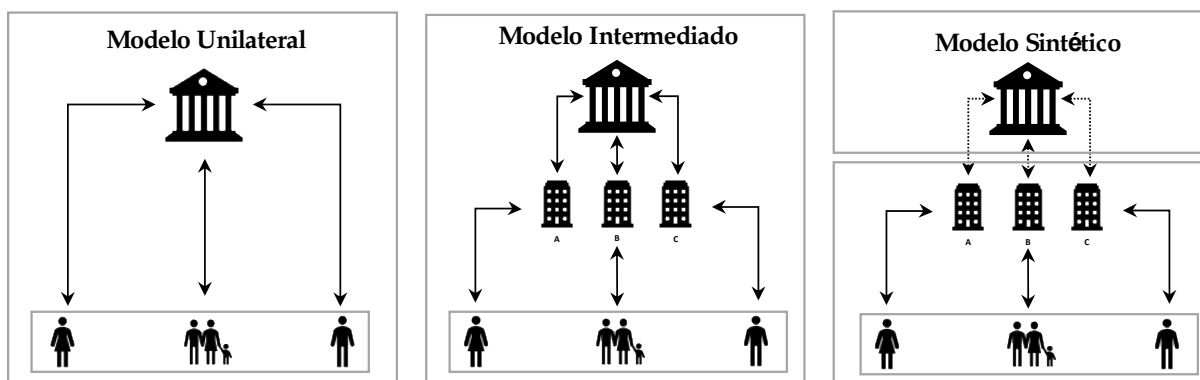 Modelo Unilateral
Modelo Intermediado
A B C
Modelo Sintético
A B C